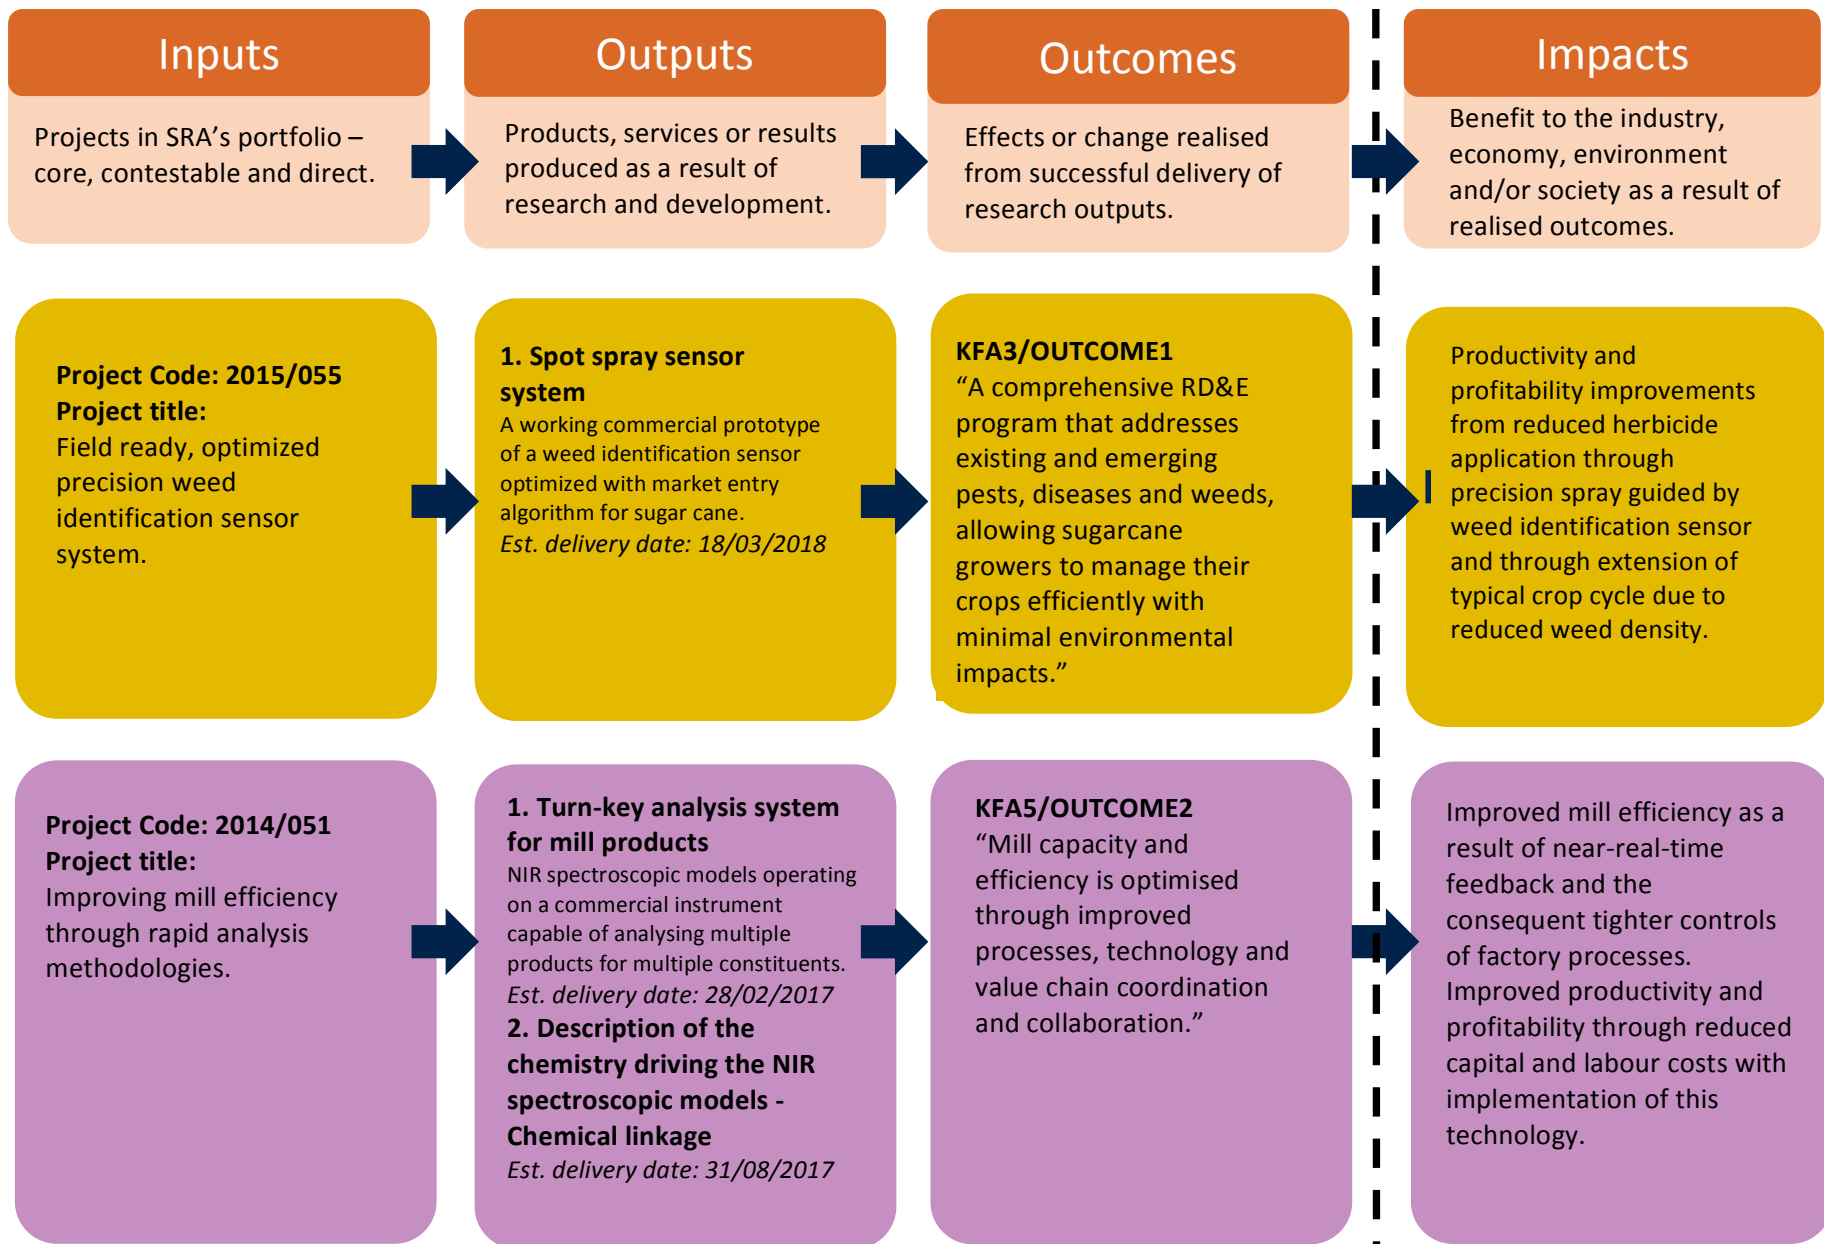 Inputs
Projects in SRA’s portfolio –
core, contestable and direct.
Outputs
Products, services or results
produced as a result of
research and development.
Outcomes
Effects or change realised
from successful delivery of
research outputs.
Impacts
Benefit to the industry,
economy, environment
and/or society as a result of
realised outcomes.
Project Code: 2015/055
Project title:
Field ready, optimized
precision weed
identification sensor
system.
1. Spot spray sensor
system
A working commercial prototype
of a weed identification sensor
optimized with market entry
algorithm for sugar cane.
Est. delivery date: 18/03/2018
KFA3/OUTCOME1
“A comprehensive RD&E
program that addresses
existing and emerging
pests, diseases and weeds,
allowing sugarcane
growers to manage their
crops efficiently with
minimal environmental
impacts.”
Productivity and
profitability improvements
from reduced herbicide
application through
precision spray guided by
weed identification sensor
and through extension of
typical crop cycle due to
reduced weed density.
Project Code: 2014/051
Project title:
Improving mill efficiency
through rapid analysis
methodologies.
1. Turn-key analysis system
for mill products
NIR spectroscopic models operating
on a commercial instrument
capable of analysing multiple
products for multiple constituents.
Est. delivery date: 28/02/2017
2. Description of the
chemistry driving the NIR
spectroscopic models -
Chemical linkage
Est. delivery date: 31/08/2017
KFA5/OUTCOME2
“Mill capacity and
efficiency is optimised
through improved
processes, technology and
value chain coordination
and collaboration.”
Improved mill efficiency as a
result of near-real-time
feedback and the
consequent tighter controls
of factory processes.
Improved productivity and
profitability through reduced
capital and labour costs with
implementation of this
technology.